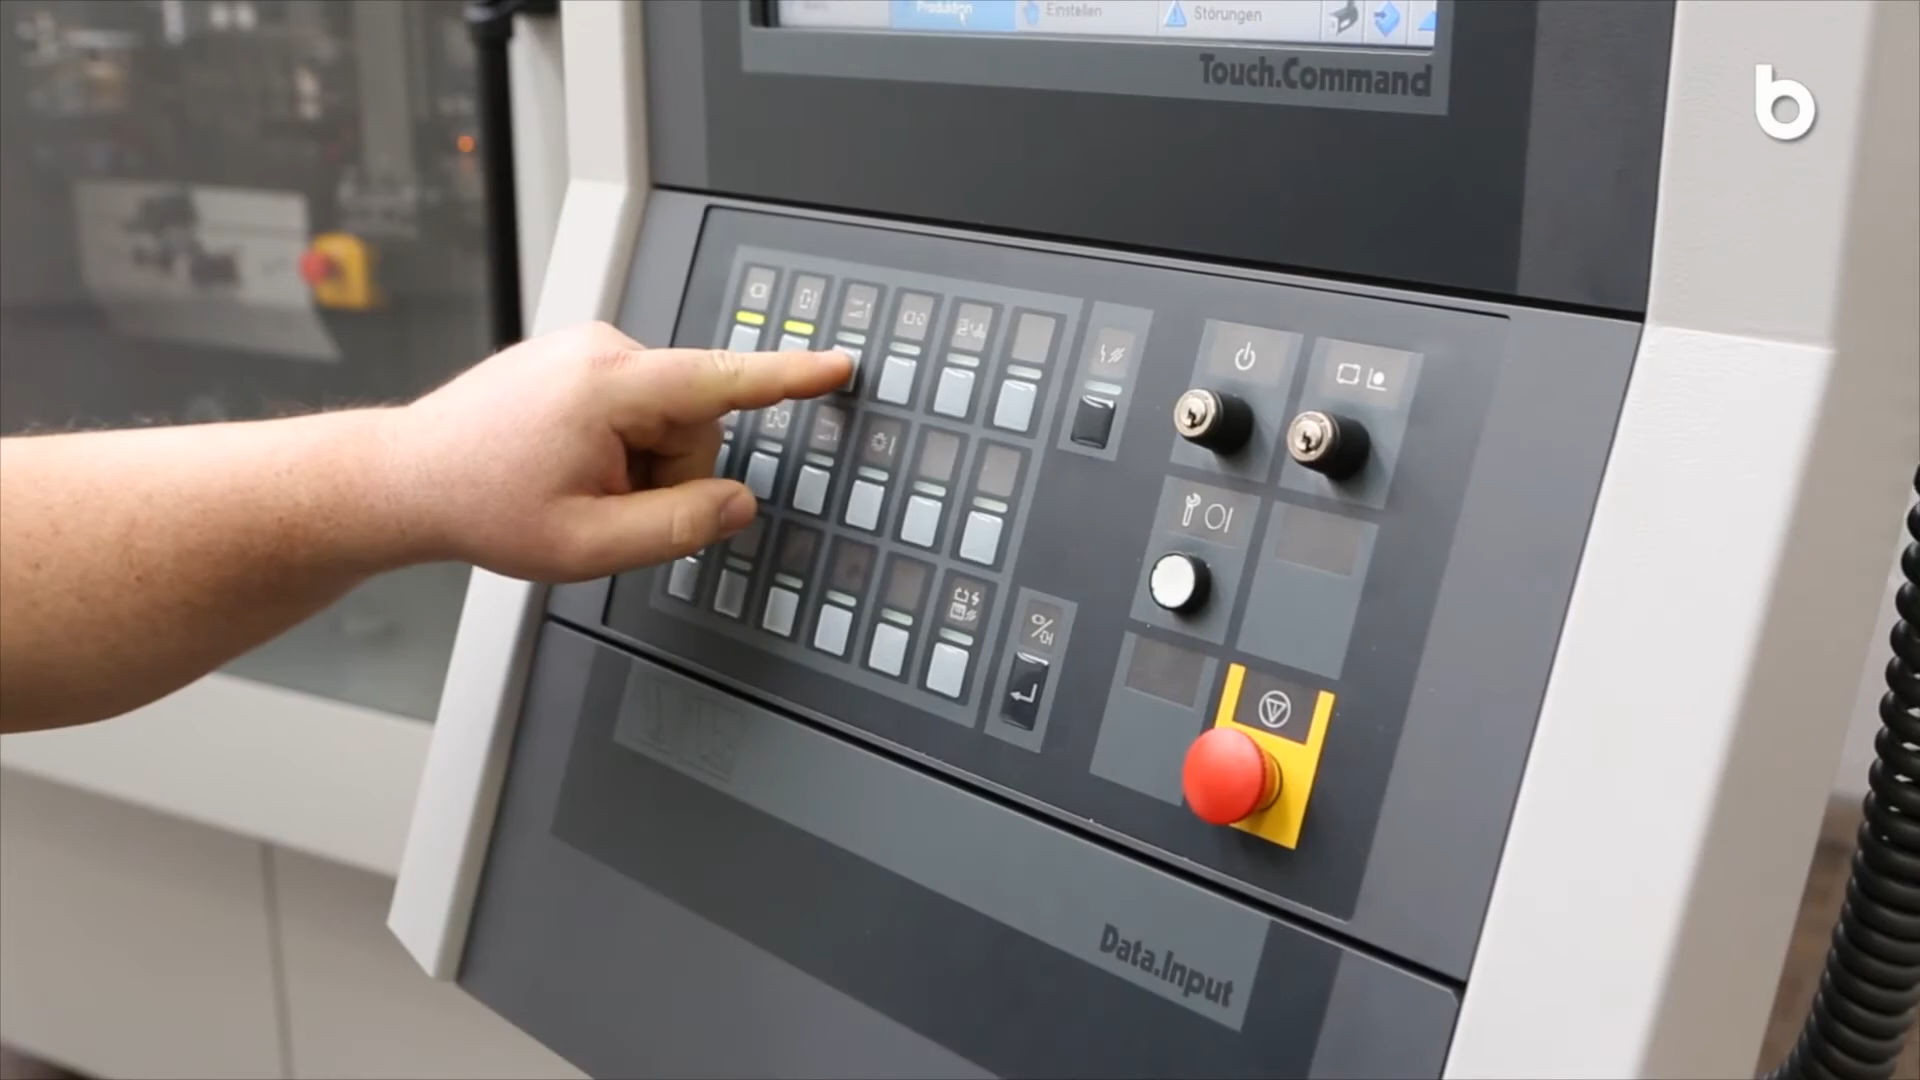 Produktion
Einstellen
Störungen
Touch.Command
b
Data.Input